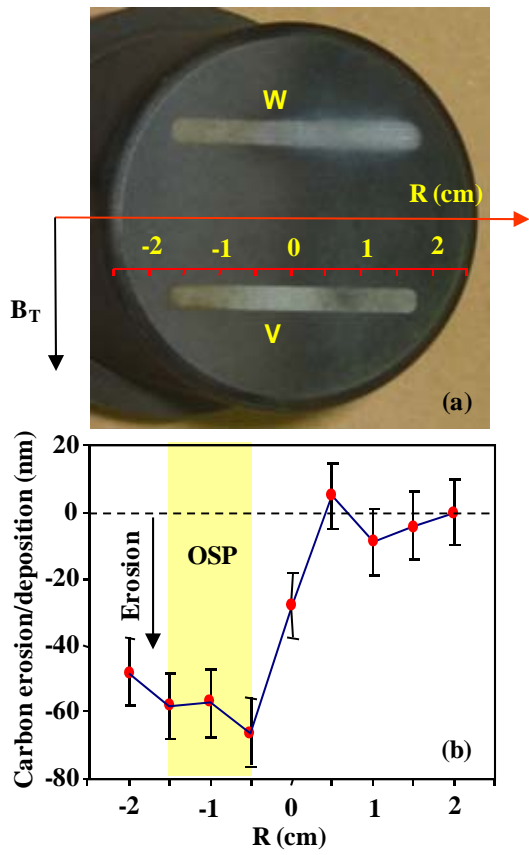 W
R (cm)
-2 -1 0 1 2
B_T
V
(a)
Carbon erosion/deposition (nm)
20
0
-20
-40
-60
-80
Erosion
OSP
(b)
-2 -1 0 1 2
R (cm)